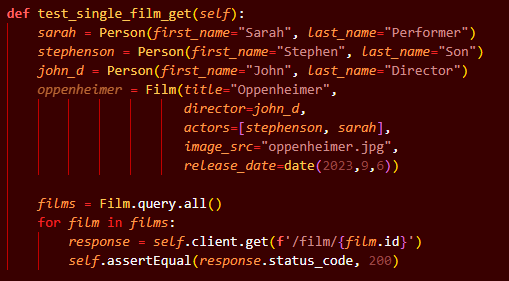 def test_single_film_get(self):
    sarah = Person(first_name="Sarah", last_name="Performer")
    stephenson = Person(first_name="Stephen", last_name="Son")
    john_d = Person(first_name="John", last_name="Director")
    oppenheimer = Film(title="Oppenheimer",
                       director=john_d,
                       actors=[stephenson, sarah],
                       image_src="oppenheimer.jpg",
                       release_date=date(2023,9,6))

    films = Film.query.all()
    for film in films:
        response = self.client.get(f'/film/{film.id}')
        self.assertEqual(response.status_code, 200)